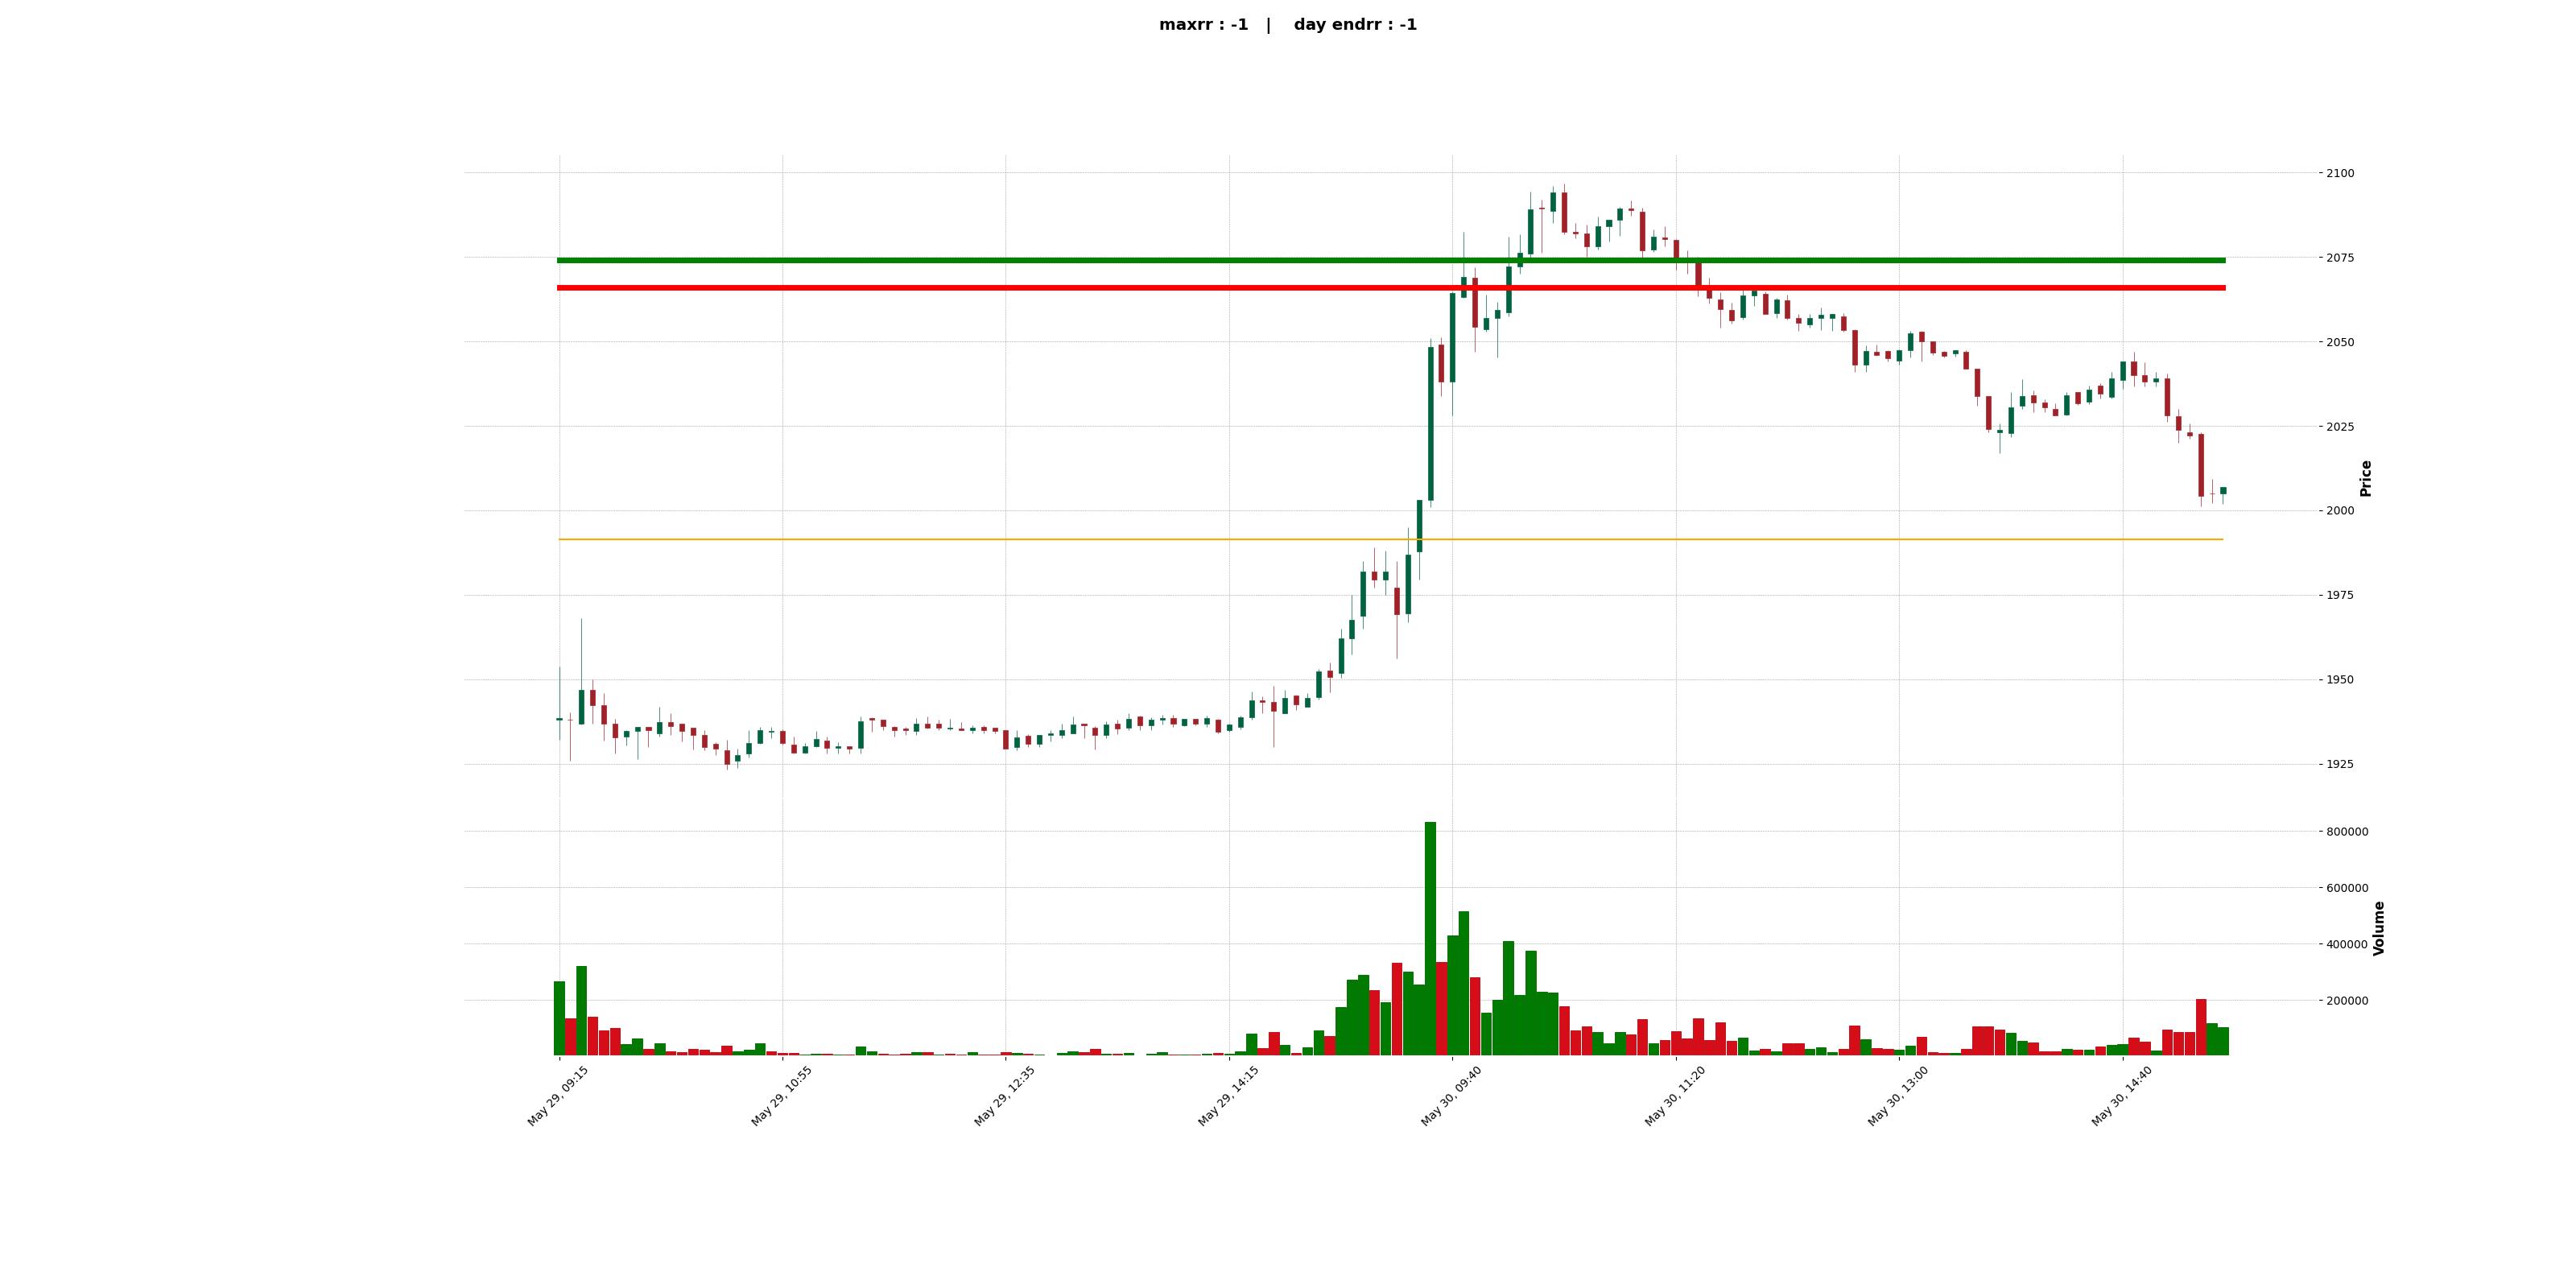 maxrr : -1   |    day endrr : -1
2100
2075
2050
2025
2000
1975
1950
1925
Price
800000
600000
400000
200000
Volume
May 29, 09:15
May 29, 10:55
May 29, 12:35
May 29, 14:15
May 30, 09:40
May 30, 11:20
May 30, 13:00
May 30, 14:40